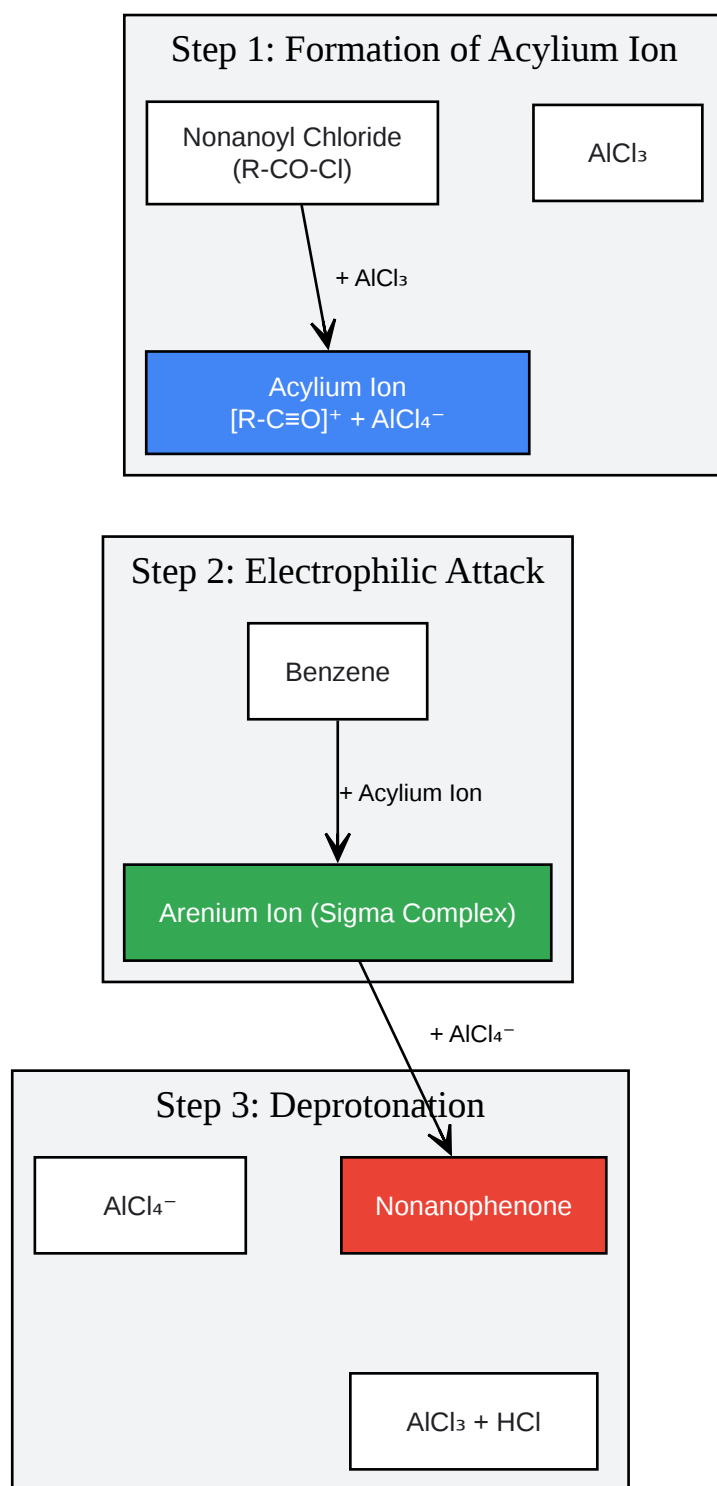 Step 1: Formation of Acylium Ion
Nonanoyl Chloride
(R-CO-Cl)
AlCl₃
+ AlCl₃
Acylium Ion
[R-C≡O]⁺ + AlCl₄⁻
Step 2: Electrophilic Attack
Benzene
+ Acylium Ion
Arenium Ion (Sigma Complex)
+ AlCl₄⁻
Step 3: Deprotonation
AlCl₄⁻
Nonanophenone
AlCl₃ + HCl